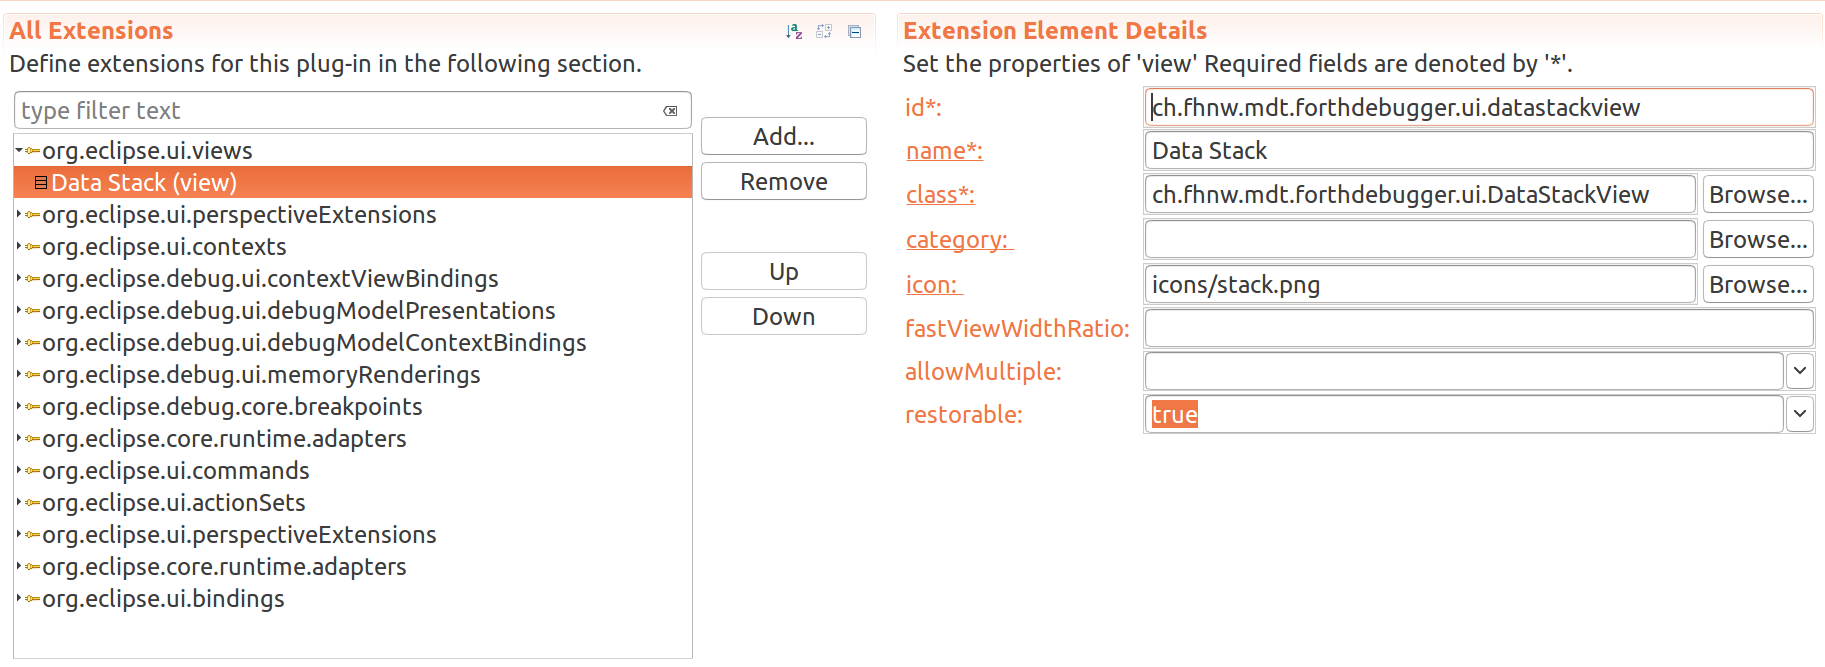 All Extensions
Define extensions for this plug-in in the following section.
type filter text
org.eclipse.ui.views
Data Stack (view)
org.eclipse.ui.perspectiveExtensions
org.eclipse.ui.contexts
org.eclipse.debug.ui.contextViewBindings
org.eclipse.debug.ui.debugModelPresentations
org.eclipse.debug.ui.debugModelContextBindings
org.eclipse.debug.ui.memoryRenderings
org.eclipse.debug.core.breakpoints
org.eclipse.core.runtime.adapters
org.eclipse.ui.commands
org.eclipse.ui.actionSets
org.eclipse.ui.perspectiveExtensions
org.eclipse.core.runtime.adapters
org.eclipse.ui.bindings
Add...
Remove
Up
Down
Extension Element Details
Set the properties of 'view' Required fields are denoted by '*'.
id*: ch.fhnw.mdt.forthdebugger.ui.datastackview
name*: Data Stack
class*: ch.fhnw.mdt.forthdebugger.ui.DataStackView Browse...
category: Browse...
icon: icons/stack.png Browse...
fastViewWidthRatio:
allowMultiple:
restorable: true